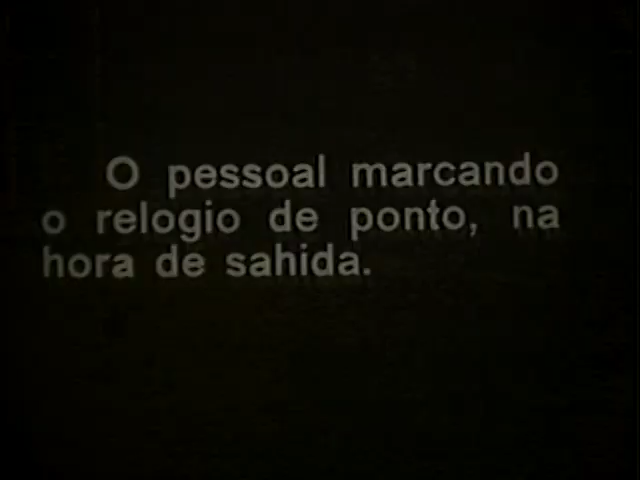 O pessoal marcando
o relogio de ponto, na
hora de sahida.